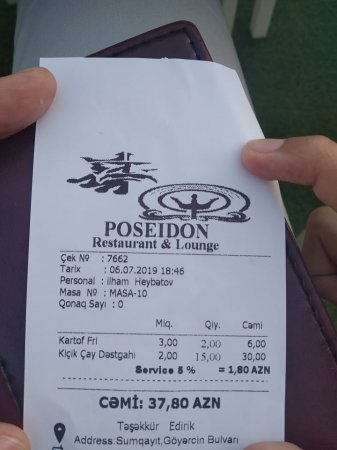 POSEIDON
Restaurant & Lounge
Çek Nº : 7662
Tarix : 06.07.2019 18:46
Personal : ilham Heybətov
Masa Nº : MASA-10
Qonaq Sayı : 0
Miq. Qiy. Cəmi
Kartof Fri 3,00 2,00 6,00
Kiçik Çay Dəstgahı 2,00 15,00 30,00
Service 5 % = 1,80 AZN
CƏMİ: 37,80 AZN
Təşəkkür Edirik
Address:Sumqayıt,Göyərcin Bulvarı